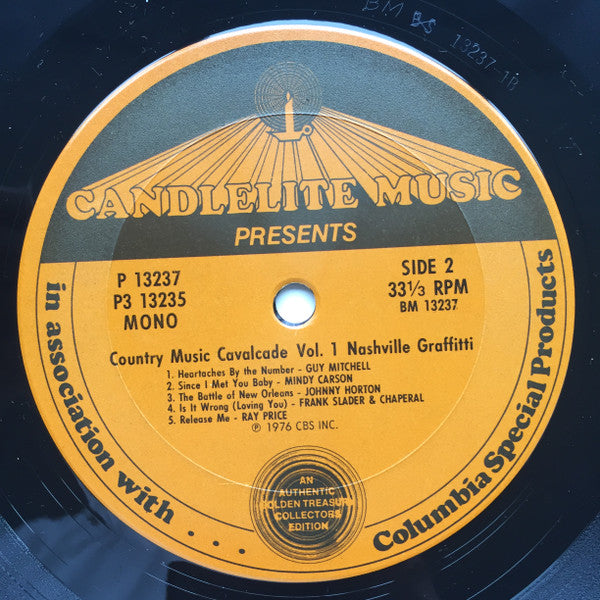 BM 13237-1B
CANDLELITE MUSIC
PRESENTS
P 13237
P3 13235
MONO
SIDE 2
33⅓ RPM
BM 13237
Country Music Cavalcade Vol. 1 Nashville Graffitti
1. Heartaches By the Number - GUY MITCHELL
2. Since I Met You Baby - MINDY CARSON
3. The Battle of New Orleans - JOHNNY HORTON
4. Is It Wrong (Loving You) - FRANK SLADER & CHAPERAL
5. Release Me - RAY PRICE
℗ 1976 CBS INC.
AN
AUTHENTIC
GOLDEN TREASURE
COLLECTORS
EDITION
in association with . . . Columbia Special Products